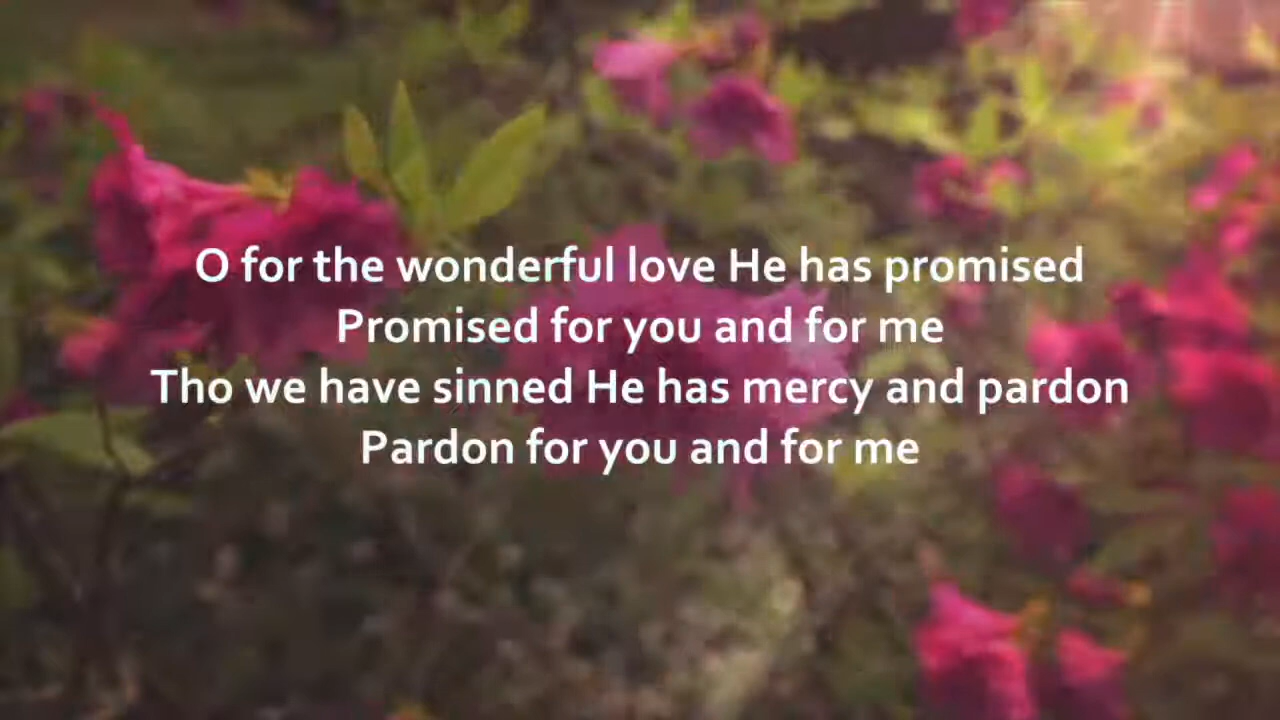 O for the wonderful love He has promised
Promised for you and for me
Tho we have sinned He has mercy and pardon
Pardon for you and for me